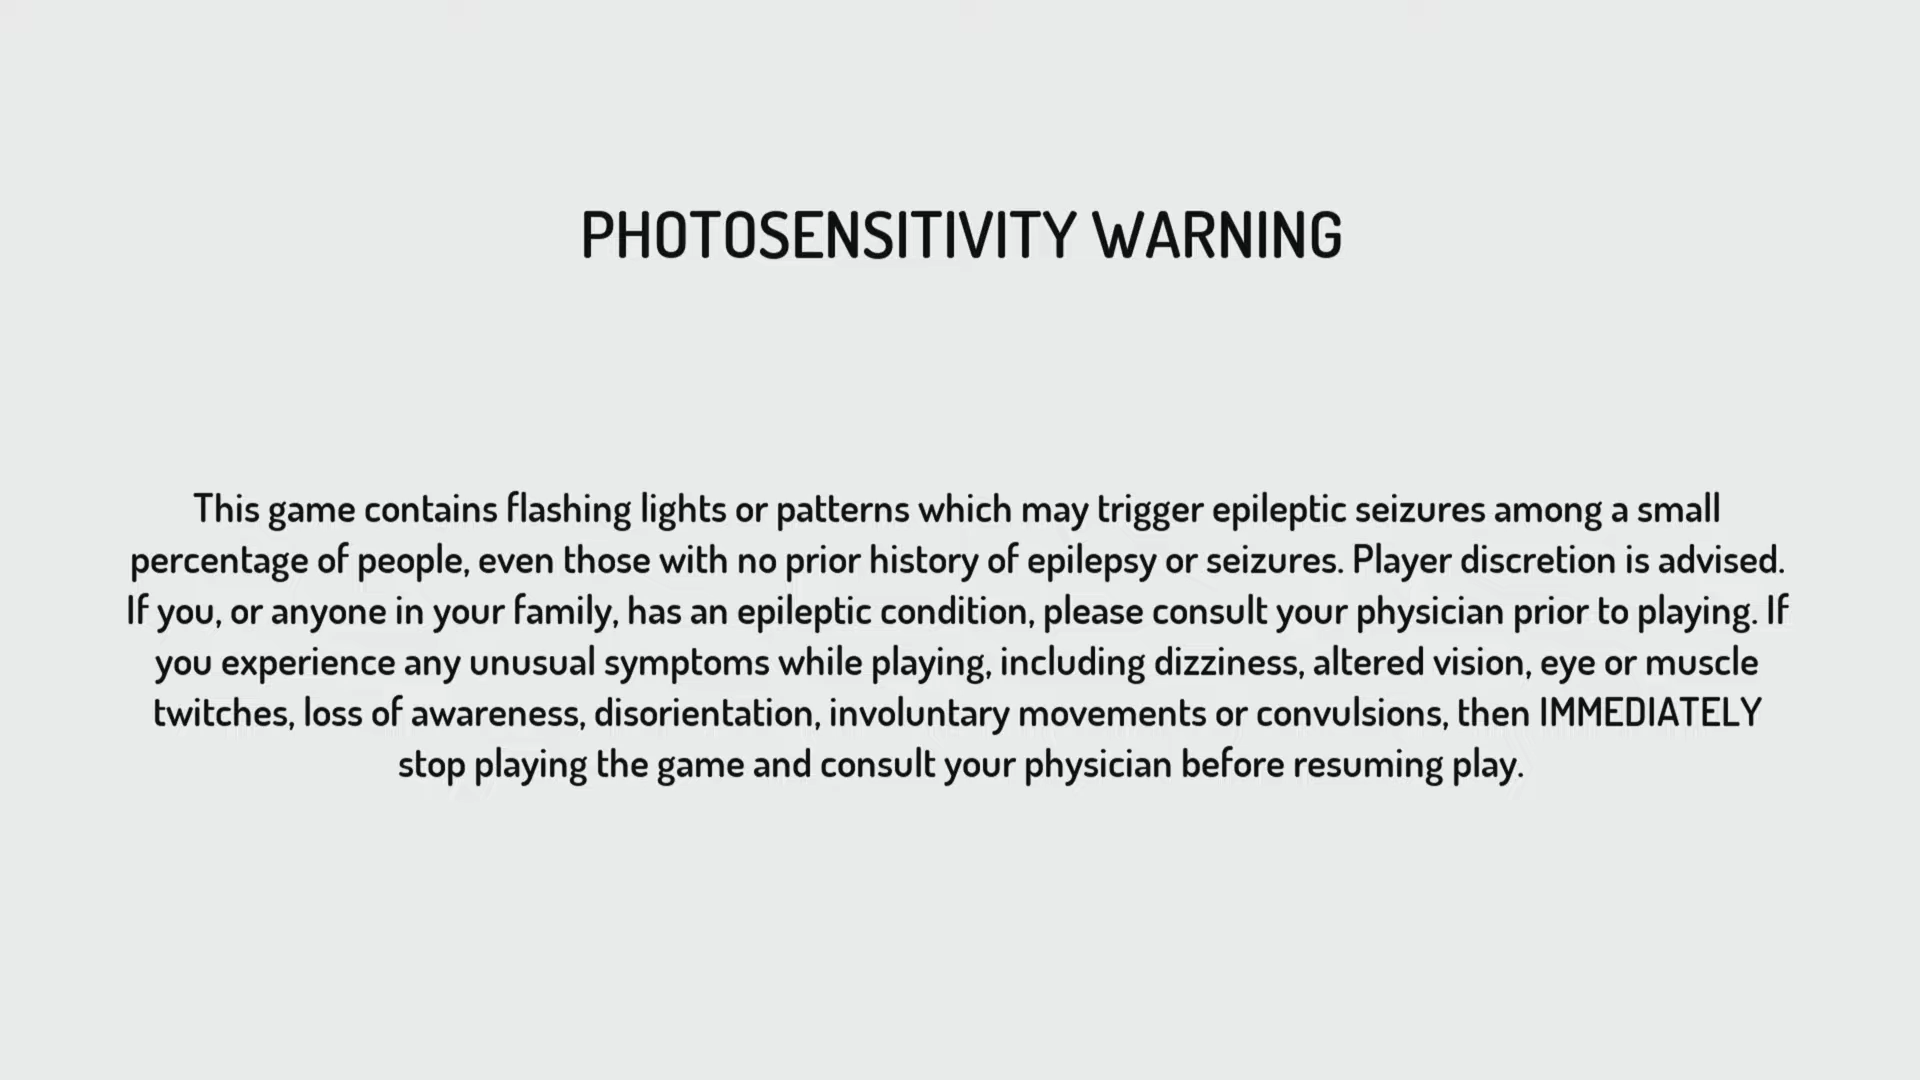 PHOTOSENSITIVITY WARNING
This game contains flashing lights or patterns which may trigger epileptic seizures among a small
percentage of people, even those with no prior history of epilepsy or seizures. Player discretion is advised.
If you, or anyone in your family, has an epileptic condition, please consult your physician prior to playing. If
you experience any unusual symptoms while playing, including dizziness, altered vision, eye or muscle
twitches, loss of awareness, disorientation, involuntary movements or convulsions, then IMMEDIATELY
stop playing the game and consult your physician before resuming play.